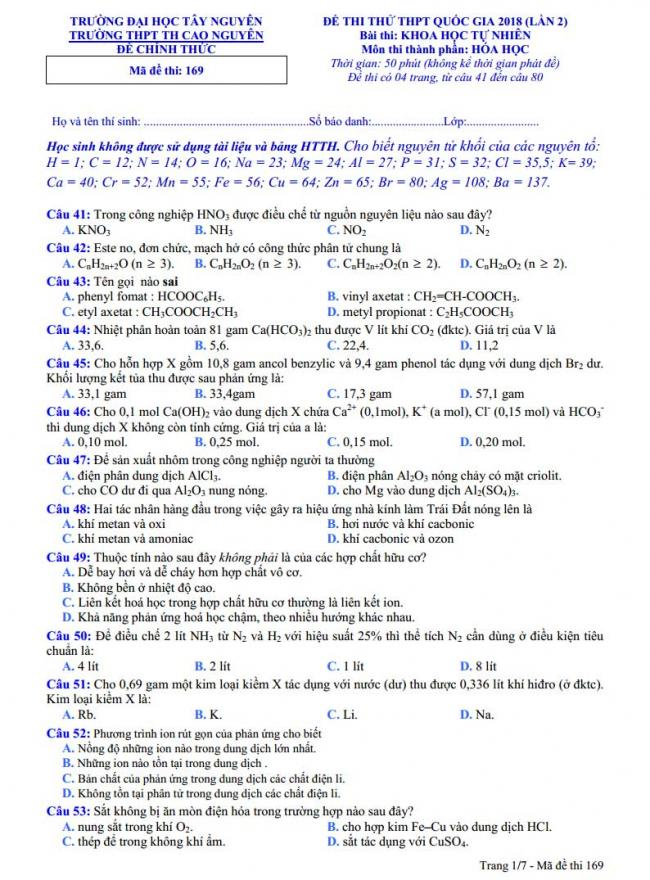 TRƯỜNG ĐẠI HỌC TÂY NGUYÊN
TRƯỜNG THPT TH CAO NGUYÊN
ĐỀ CHÍNH THỨC
Mã đề thi: 169
ĐỀ THI THỬ THPT QUỐC GIA 2018 (LẦN 2)
Bài thi: KHOA HỌC TỰ NHIÊN
Môn thi thành phần: HÓA HỌC
Thời gian: 50 phút (không kể thời gian phát đề)
Đề thi có 04 trang, từ câu 41 đến câu 80
Họ và tên thí sinh: ......................................................Số báo danh:........................Lớp:........................
Học sinh không được sử dụng tài liệu và bảng HTTH. Cho biết nguyên tử khối của các nguyên tố:
H = 1; C = 12; N = 14; O = 16; Na = 23; Mg = 24; Al = 27; P = 31; S = 32; Cl = 35,5; K= 39;
Ca = 40; Cr = 52; Mn = 55; Fe = 56; Cu = 64; Zn = 65; Br = 80; Ag = 108; Ba = 137.
Câu 41: Trong công nghiệp HNO₃ được điều chế từ nguồn nguyên liệu nào sau đây?
A. KNO₃ B. NH₃ C. NO₂ D. N₂
Câu 42: Este no, đơn chức, mạch hở có công thức phân tử chung là
A. CₙH₂ₙ₊₂O (n ≥ 3). B. CₙH₂ₙO₂ (n ≥ 3). C. CₙH₂ₙ₊₂O₂(n ≥ 2). D. CₙH₂ₙO₂ (n ≥ 2).
Câu 43: Tên gọi nào sai
A. phenyl fomat : HCOOC₆H₅. B. vinyl axetat : CH₂=CH-COOCH₃.
C. etyl axetat : CH₃COOCH₂CH₃ D. metyl propionat : C₂H₅COOCH₃
Câu 44: Nhiệt phân hoàn toàn 81 gam Ca(HCO₃)₂ thu được V lít khí CO₂ (đktc). Giá trị của V là
A. 33,6. B. 5,6. C. 22,4. D. 11,2
Câu 45: Cho hỗn hợp X gồm 10,8 gam ancol benzylic và 9,4 gam phenol tác dụng với dung dịch Br₂ dư.
Khối lượng kết tủa thu được sau phản ứng là:
A. 33,1 gam B. 33,4gam C. 17,3 gam D. 57,1 gam
Câu 46: Cho 0,1 mol Ca(OH)₂ vào dung dịch X chứa Ca²⁺ (0,1mol), K⁺ (a mol), Cl⁻ (0,15 mol) và HCO₃⁻
thì dung dịch X không còn tính cứng. Giá trị của a là:
A. 0,10 mol. B. 0,25 mol. C. 0,15 mol. D. 0,20 mol.
Câu 47: Để sản xuất nhôm trong công nghiệp người ta thường
A. điện phân dung dịch AlCl₃. B. điện phân Al₂O₃ nóng chảy có mặt criolit.
C. cho CO dư đi qua Al₂O₃ nung nóng. D. cho Mg vào dung dịch Al₂(SO₄)₃.
Câu 48: Hai tác nhân hàng đầu trong việc gây ra hiệu ứng nhà kính làm Trái Đất nóng lên là
A. khí metan và oxi B. hơi nước và khí cacbonic
C. khí metan và amoniac D. khí cacbonic và ozon
Câu 49: Thuộc tính nào sau đây không phải là của các hợp chất hữu cơ?
A. Dễ bay hơi và dễ cháy hơn hợp chất vô cơ.
B. Không bền ở nhiệt độ cao.
C. Liên kết hoá học trong hợp chất hữu cơ thường là liên kết ion.
D. Khả năng phản ứng hoá học chậm, theo nhiều hướng khác nhau.
Câu 50: Để điều chế 2 lít NH₃ từ N₂ và H₂ với hiệu suất 25% thì thể tích N₂ cần dùng ở điều kiện tiêu
chuẩn là:
A. 4 lít B. 2 lít C. 1 lít D. 8 lít
Câu 51: Cho 0,69 gam một kim loại kiềm X tác dụng với nước (dư) thu được 0,336 lít khí hiđro (ở đktc).
Kim loại kiềm X là:
A. Rb. B. K. C. Li. D. Na.
Câu 52: Phương trình ion rút gọn của phản ứng cho biết
A. Nồng độ những ion nào trong dung dịch lớn nhất.
B. Những ion nào tồn tại trong dung dịch .
C. Bản chất của phản ứng trong dung dịch các chất điện li.
D. Không tồn tại phân tử trong dung dịch các chất điện li.
Câu 53: Sắt không bị ăn mòn điện hóa trong trường hợp nào sau đây?
A. nung sắt trong khí O₂. B. cho hợp kim Fe–Cu vào dung dịch HCl.
C. thép để trong không khí ẩm. D. sắt tác dụng với CuSO₄.
Trang 1/7 - Mã đề thi 169